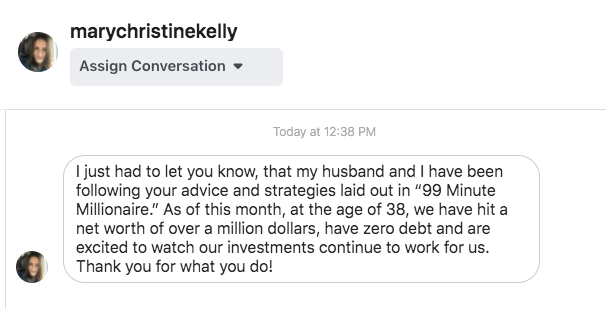 marychristinekelly
Assign Conversation
Today at 12:38 PM
I just had to let you know, that my husband and I have been
following your advice and strategies laid out in “99 Minute
Millionaire.” As of this month, at the age of 38, we have hit a
net worth of over a million dollars, have zero debt and are
excited to watch our investments continue to work for us.
Thank you for what you do!